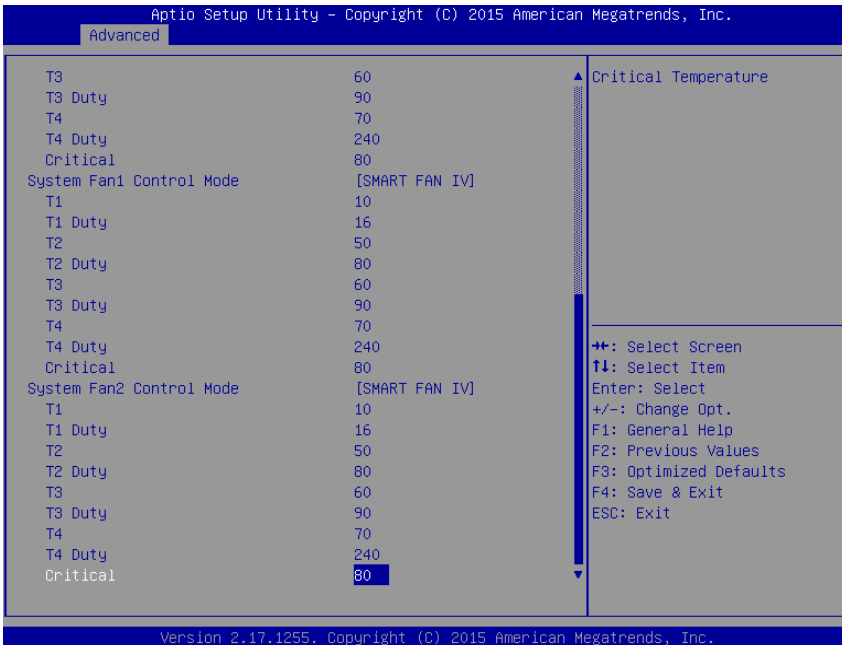 Aptio Setup Utility – Copyright (C) 2015 American Megatrends, Inc.
Advanced
T3 60
T3 Duty 90
T4 70
T4 Duty 240
Critical 80
System Fan1 Control Mode [SMART FAN IV]
T1 10
T1 Duty 16
T2 50
T2 Duty 80
T3 60
T3 Duty 90
T4 70
T4 Duty 240
Critical 80
System Fan2 Control Mode [SMART FAN IV]
T1 10
T1 Duty 16
T2 50
T2 Duty 80
T3 60
T3 Duty 90
T4 70
T4 Duty 240
Critical 80
Critical Temperature
→←: Select Screen
↑↓: Select Item
Enter: Select
+/-: Change Opt.
F1: General Help
F2: Previous Values
F3: Optimized Defaults
F4: Save & Exit
ESC: Exit
Version 2.17.1255. Copyright (C) 2015 American Megatrends, Inc.